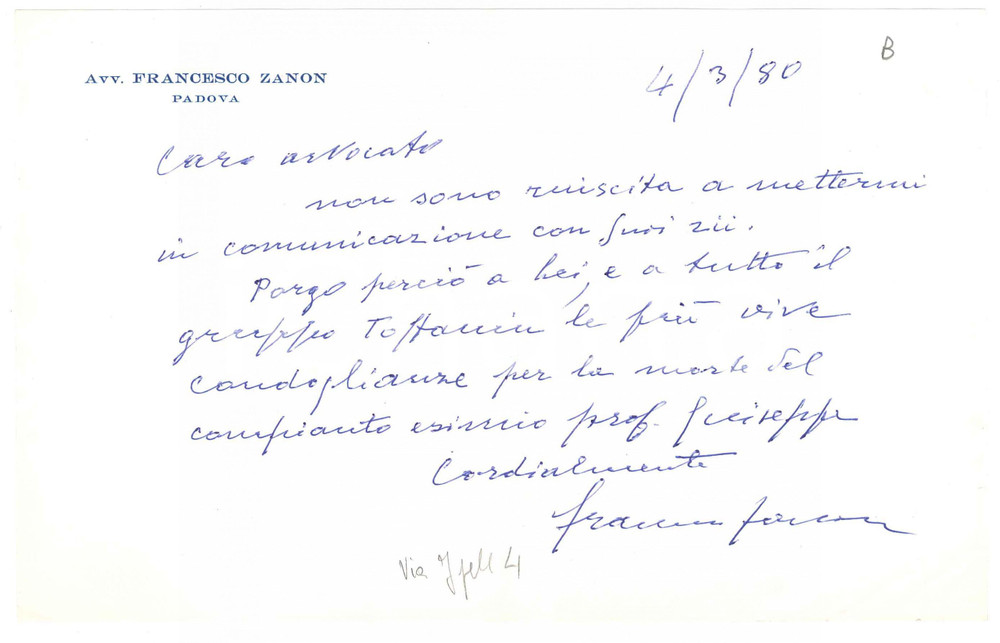 B
Avv. FRANCESCO ZANON
PADOVA
4/3/80
Caro avvocato
non sono riuscita a mettermi
in comunicazione con suoi zii.
Porgo perciò a Lei, e a tutto il
gruppo Toffanin le più vive
condoglianze per la morte del
compianto esimio prof. Giuseppe
Cordialmente
Via 4